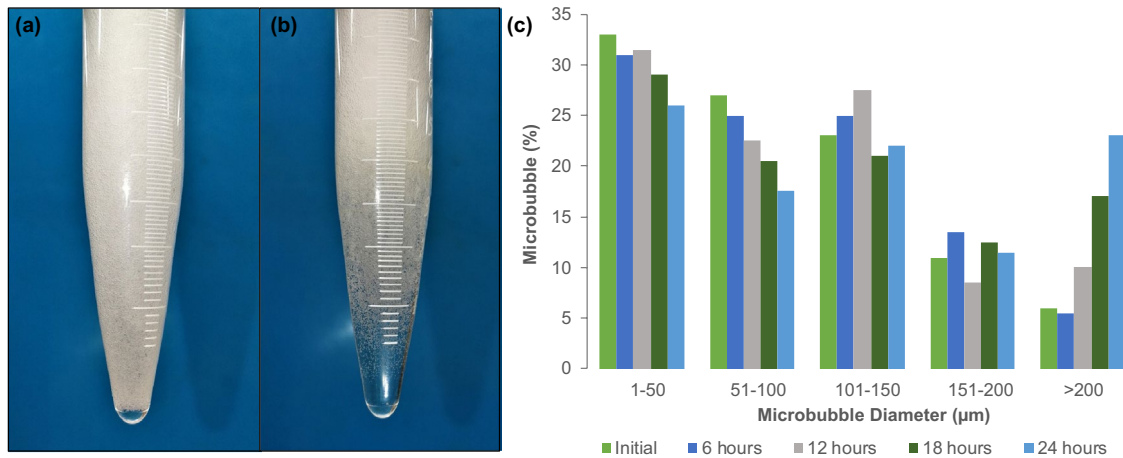 (a)
(b)
(c)
Microbubble (%)
35
30
25
20
15
10
5
0
1-50 51-100 101-150 151-200 >200
Microbubble Diameter (µm)
Initial 6 hours 12 hours 18 hours 24 hours